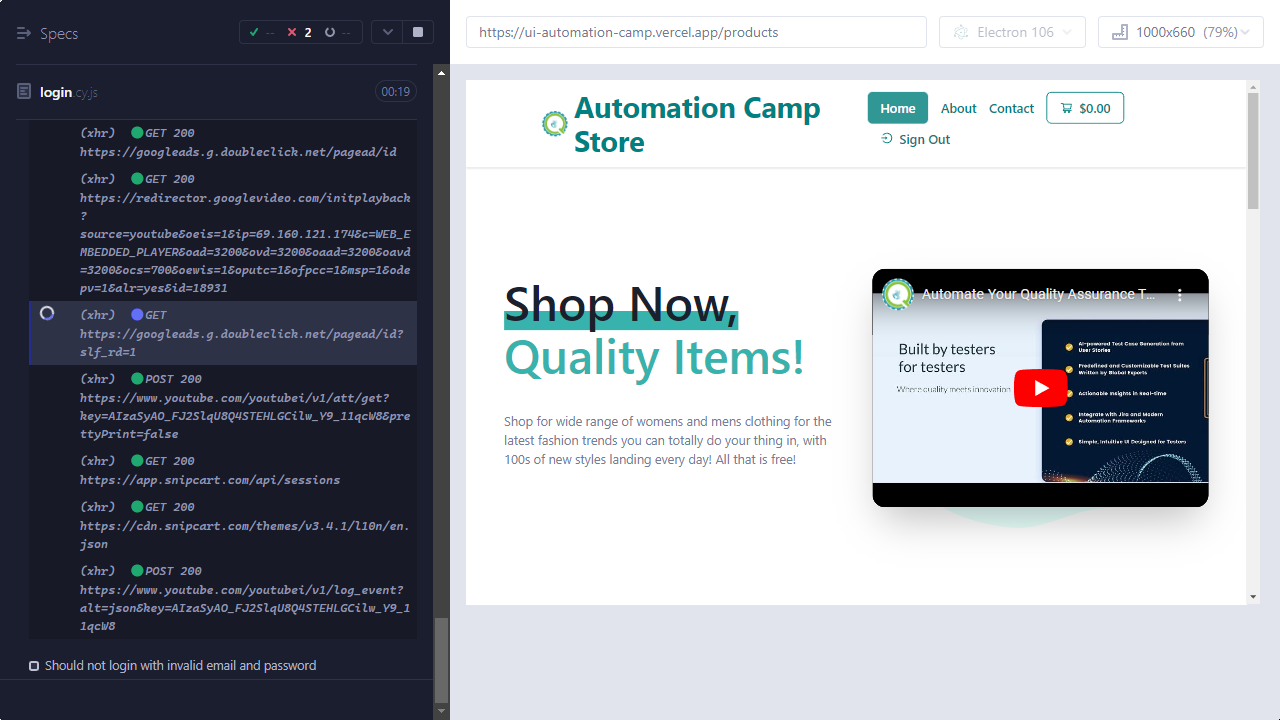 Specs
-- 2 --
login.cy.js
00:19
(xhr) GET 200
https://googleads.g.doubleclick.net/pagead/id
(xhr) GET 200
https://redirector.googlevideo.com/initplayback
?
source=youtube&oeis=1&ip=69.160.121.174&c=WEB_E
MBEDDED_PLAYER&oad=3200&ovd=3200&oaad=3200&oavd
=3200&ocs=700&oewis=1&oputc=1&ofpcc=1&msp=1&ode
pv=1&alr=yes&id=18931
(xhr) GET
https://googleads.g.doubleclick.net/pagead/id?
slf_rd=1
(xhr) POST 200
https://www.youtube.com/youtubei/v1/att/get?
key=AIzaSyAO_FJ2SlqU8Q4STEHLGCilw_Y9_11qcW8&pre
ttyPrint=false
(xhr) GET 200
https://app.snipcart.com/api/sessions
(xhr) GET 200
https://cdn.snipcart.com/themes/v3.4.1/l10n/en.
json
(xhr) POST 200
https://www.youtube.com/youtubei/v1/log_event?
alt=json&key=AIzaSyAO_FJ2SlqU8Q4STEHLGCilw_Y9_1
1qcW8
Should not login with invalid email and password
https://ui-automation-camp.vercel.app/products
Electron 106
1000x660 (79%)
Automation Camp
Store
Home
About
Contact
$0.00
Sign Out
Shop Now,
Quality Items!
Shop for wide range of womens and mens clothing for the
latest fashion trends you can totally do your thing in, with
100s of new styles landing every day! All that is free!
Automate Your Quality Assurance T...
Built by testers
for testers
Where quality meets innovation
AI-powered Test Case Generation from
User Stories
Predefined and Customizable Test Suites
Written by Global Experts
Actionable Insights in Real-time
Integrate with Jira and Modern
Automation Frameworks
Simple, Intuitive UI Designed for Testers